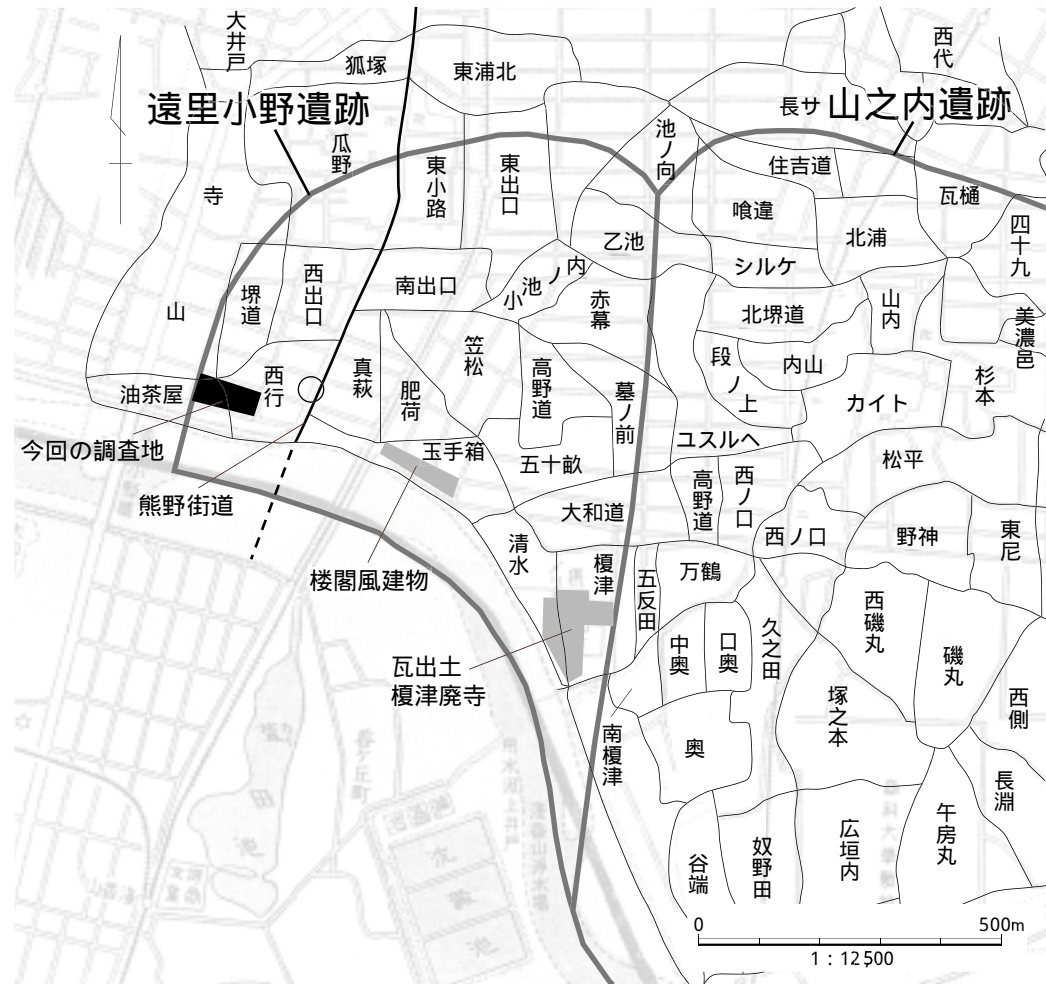 大井戸
狐塚
東浦北
西代
遠里小野遺跡
長サ
山之内遺跡
瓜野
池ノ向
東小路
東出口
住吉道
寺
瓦樋
喰違
四十九
乙池
北浦
西出口
小池ノ内
シルケ
堺道
南出口
赤幕
山内
山
北堺道
美濃邑
笠松
高野道
段ノ上
内山
西行
真萩
肥荷
墓ノ前
杉本
油茶屋
カイト
今回の調査地
玉手箱
ユスルヘ
五十畝
松平
高野道
西ノ口
熊野街道
大和道
西ノ口
野神
東尼
清水
榎津
楼閣風建物
五反田
万鶴
西磯丸
久之田
中奥
口奥
磯丸
瓦出土
榎津廃寺
塚之本
西側
南榎津
奥
長淵
午房丸
広垣内
奴野田
谷端
0
500m
1：12,500